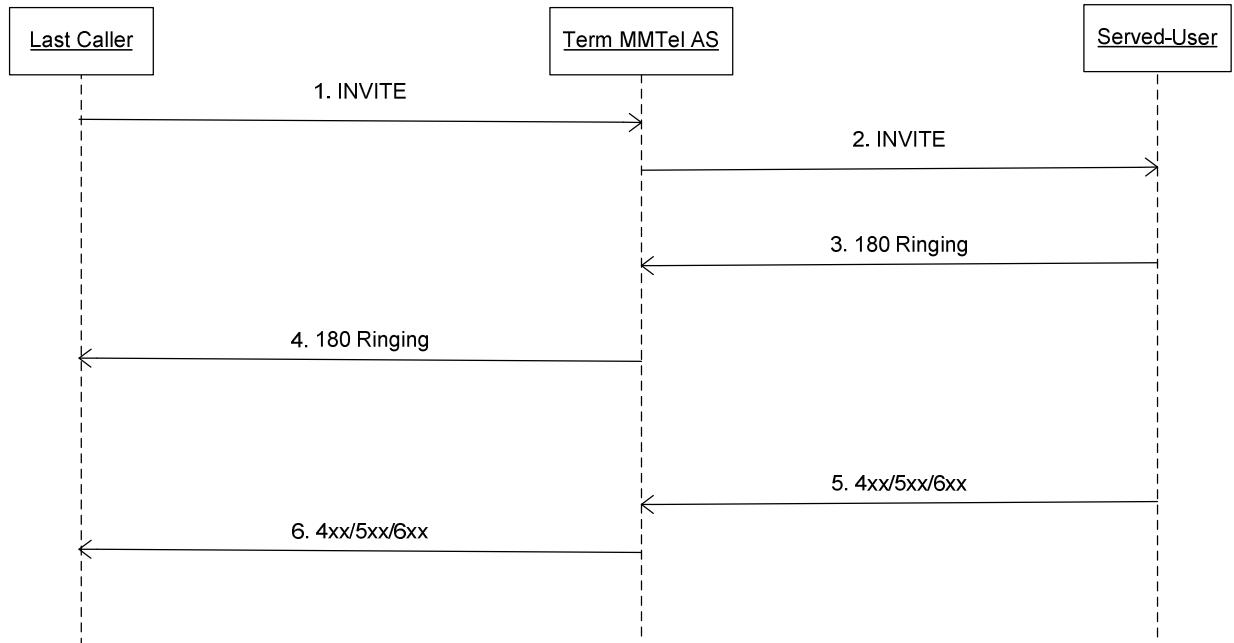 Last Caller
Term MMTel AS
Served-User
1. INVITE
2. INVITE
3. 180 Ringing
4. 180 Ringing
5. 4xx/5xx/6xx
6. 4xx/5xx/6xx